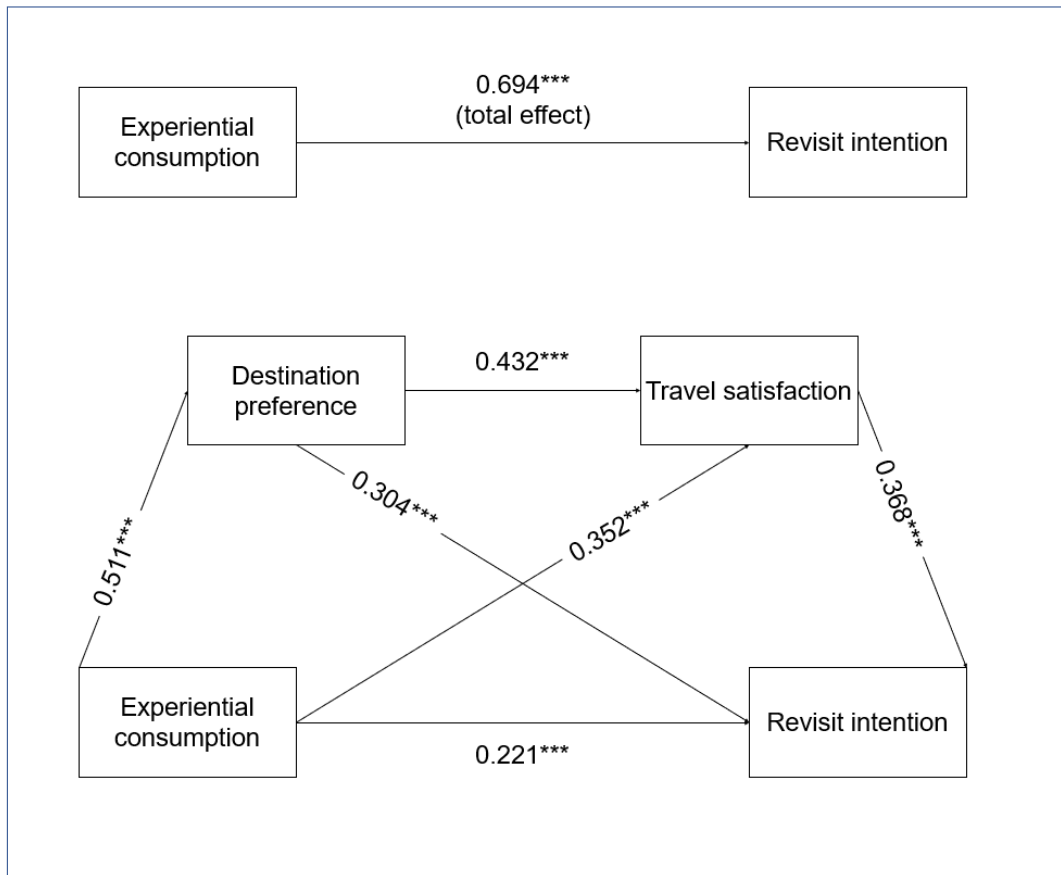 0.694***
(total effect)
Experiential
consumption
Revisit intention
Destination
preference
0.432***
Travel satisfaction
0.511***
0.304***
0.352***
0.368***
Experiential
consumption
0.221***
Revisit intention